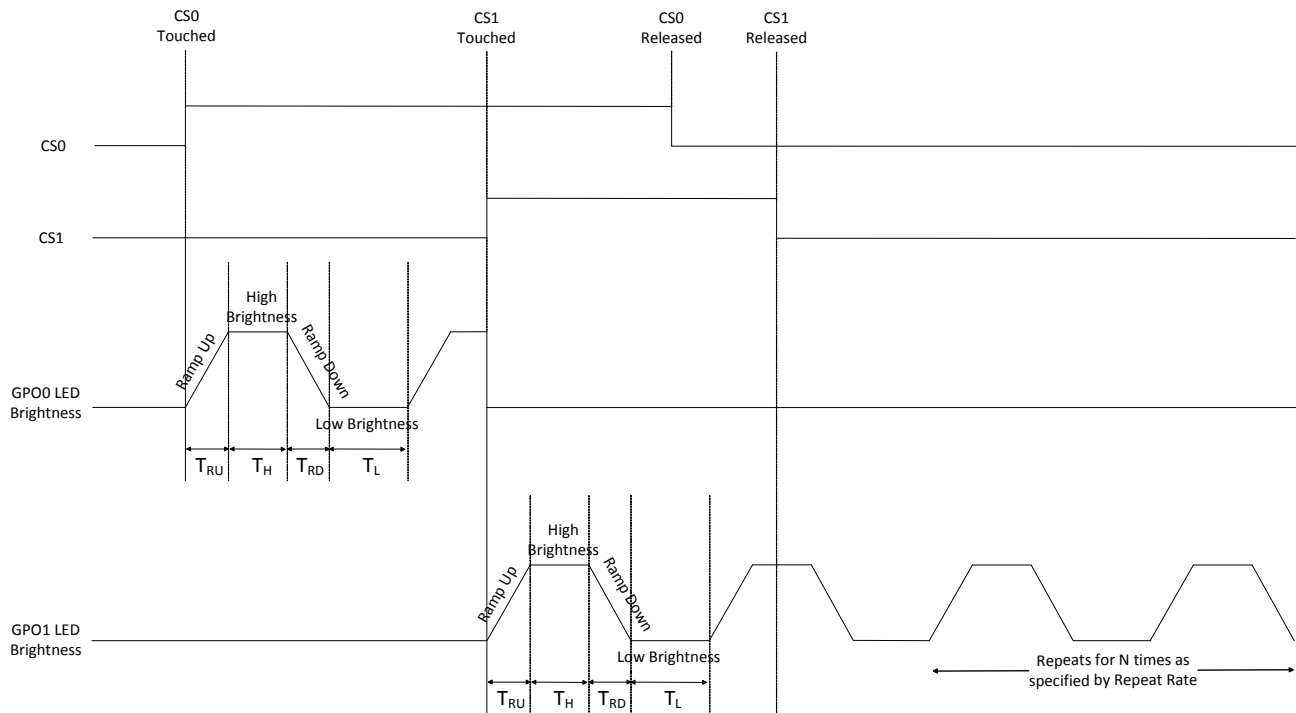 CS0
Touched
CS1
Touched
CS0
Released
CS1
Released
CS0
CS1
High
Brightness
Ramp Up
Ramp Down
GPO0 LED
Brightness
Low Brightness
TRU
TH
TRD
TL
High
Brightness
Ramp Up
Ramp Down
GPO1 LED
Brightness
Low Brightness
Repeats for N times as
specified by Repeat Rate
TRU
TH
TRD
TL